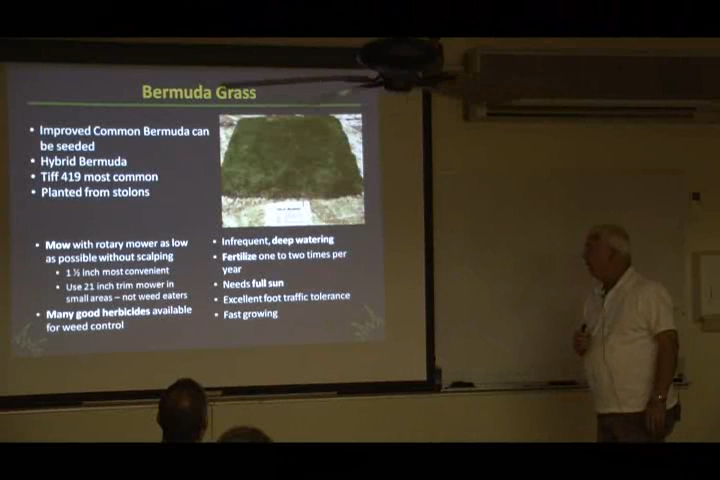 Bermuda Grass
• Improved Common Bermuda can
be seeded
• Hybrid Bermuda
• Tiff 419 most common
• Planted from stolons
• Mow with rotary mower as low
as possible without scalping
• 1 ½ inch most convenient
• Use 21 inch trim mower in
small areas – not weed eaters
• Many good herbicides available
for weed control
• Infrequent, deep watering
• Fertilize one to two times per
year
• Needs full sun
• Excellent foot traffic tolerance
• Fast growing